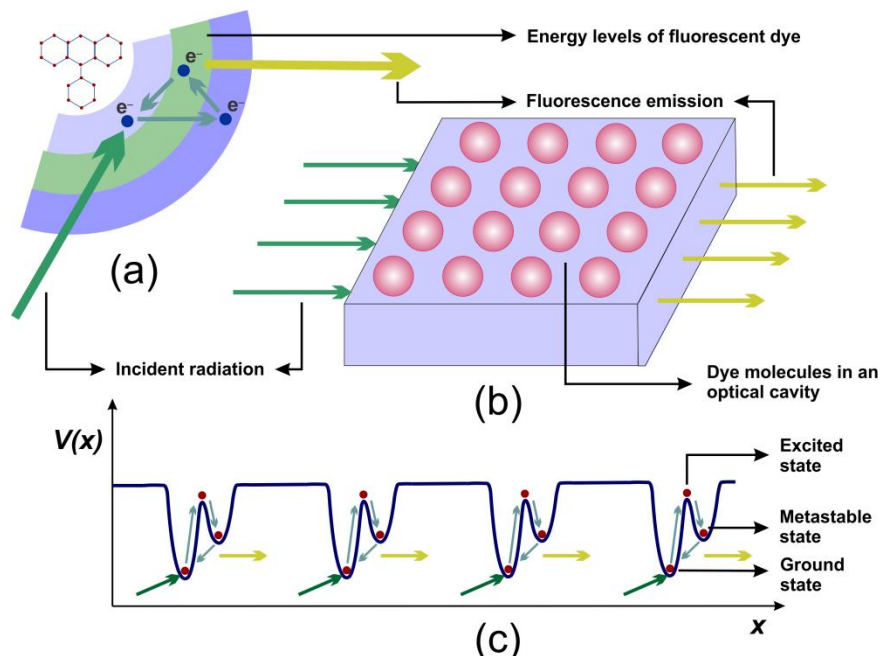 Energy levels of fluorescent dye
e⁻
e⁻
e⁻
Fluorescence emission
(a)
Incident radiation
(b)
Dye molecules in an
optical cavity
V(x)
Excited
state
Metastable
state
Ground
state
x
(c)